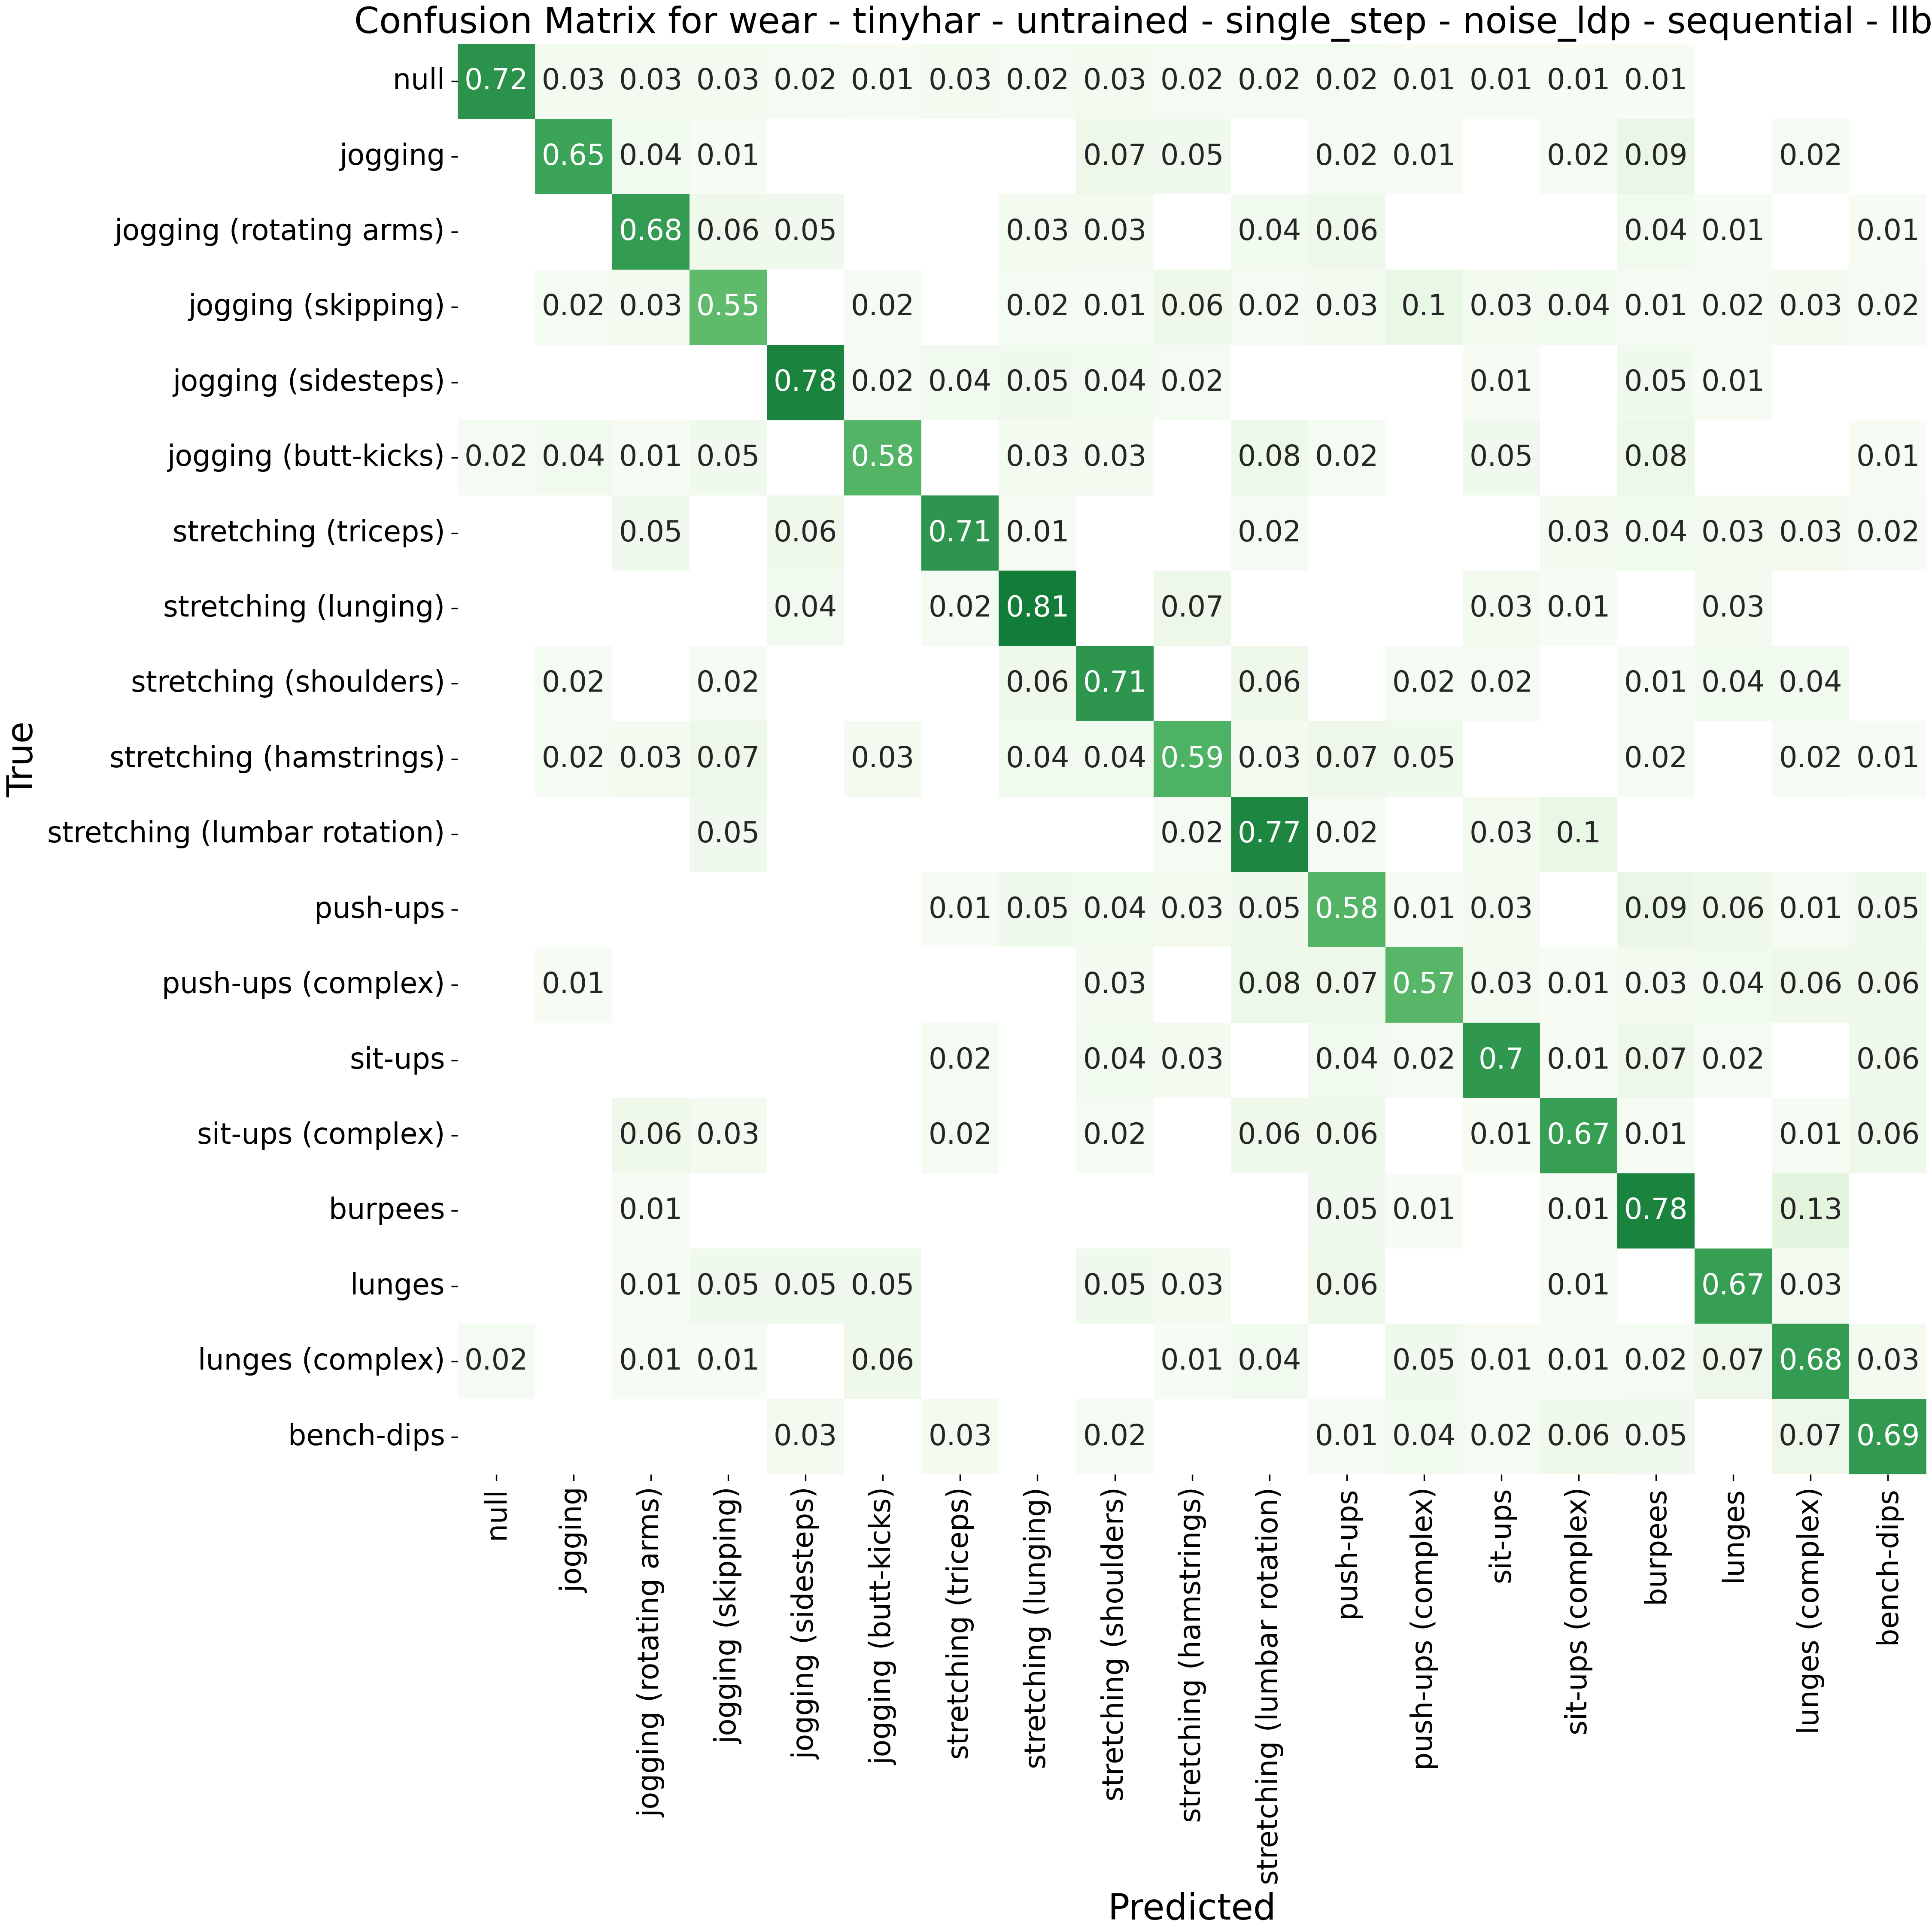 Confusion Matrix for wear - tinyhar - untrained - single_step - noise_ldp - sequential - llb
null 0.72 0.03 0.03 0.03 0.02 0.01 0.03 0.02 0.03 0.02 0.02 0.02 0.01 0.01 0.01 0.01
jogging 0.65 0.04 0.01 0.07 0.05 0.02 0.01 0.02 0.09 0.02
jogging (rotating arms) 0.68 0.06 0.05 0.03 0.03 0.04 0.06 0.04 0.01 0.01
jogging (skipping) 0.02 0.03 0.55 0.02 0.02 0.01 0.06 0.02 0.03 0.1 0.03 0.04 0.01 0.02 0.03 0.02
jogging (sidesteps) 0.78 0.02 0.04 0.05 0.04 0.02 0.01 0.05 0.01
jogging (butt-kicks) 0.02 0.04 0.01 0.05 0.58 0.03 0.03 0.08 0.02 0.05 0.08 0.01
stretching (triceps) 0.05 0.06 0.71 0.01 0.02 0.03 0.04 0.03 0.03 0.02
stretching (lunging) 0.04 0.02 0.81 0.07 0.03 0.01 0.03
stretching (shoulders) 0.02 0.02 0.06 0.71 0.06 0.02 0.02 0.01 0.04 0.04
stretching (hamstrings) 0.02 0.03 0.07 0.03 0.04 0.04 0.59 0.03 0.07 0.05 0.02 0.02 0.01
stretching (lumbar rotation) 0.05 0.02 0.77 0.02 0.03 0.1
push-ups 0.01 0.05 0.04 0.03 0.05 0.58 0.01 0.03 0.09 0.06 0.01 0.05
push-ups (complex) 0.01 0.03 0.08 0.07 0.57 0.03 0.01 0.03 0.04 0.06 0.06
sit-ups 0.02 0.04 0.03 0.04 0.02 0.7 0.01 0.07 0.02 0.06
sit-ups (complex) 0.06 0.03 0.02 0.02 0.06 0.06 0.01 0.67 0.01 0.01 0.06
burpees 0.01 0.05 0.01 0.01 0.78 0.13
lunges 0.01 0.05 0.05 0.05 0.05 0.03 0.06 0.01 0.67 0.03
lunges (complex) 0.02 0.01 0.01 0.06 0.01 0.04 0.05 0.01 0.01 0.02 0.07 0.68 0.03
bench-dips 0.03 0.03 0.02 0.01 0.04 0.02 0.06 0.05 0.07 0.69
True
null
jogging
jogging (rotating arms)
jogging (skipping)
jogging (sidesteps)
jogging (butt-kicks)
stretching (triceps)
stretching (lunging)
stretching (shoulders)
stretching (hamstrings)
stretching (lumbar rotation)
push-ups
push-ups (complex)
sit-ups
sit-ups (complex)
burpees
lunges
lunges (complex)
bench-dips
Predicted